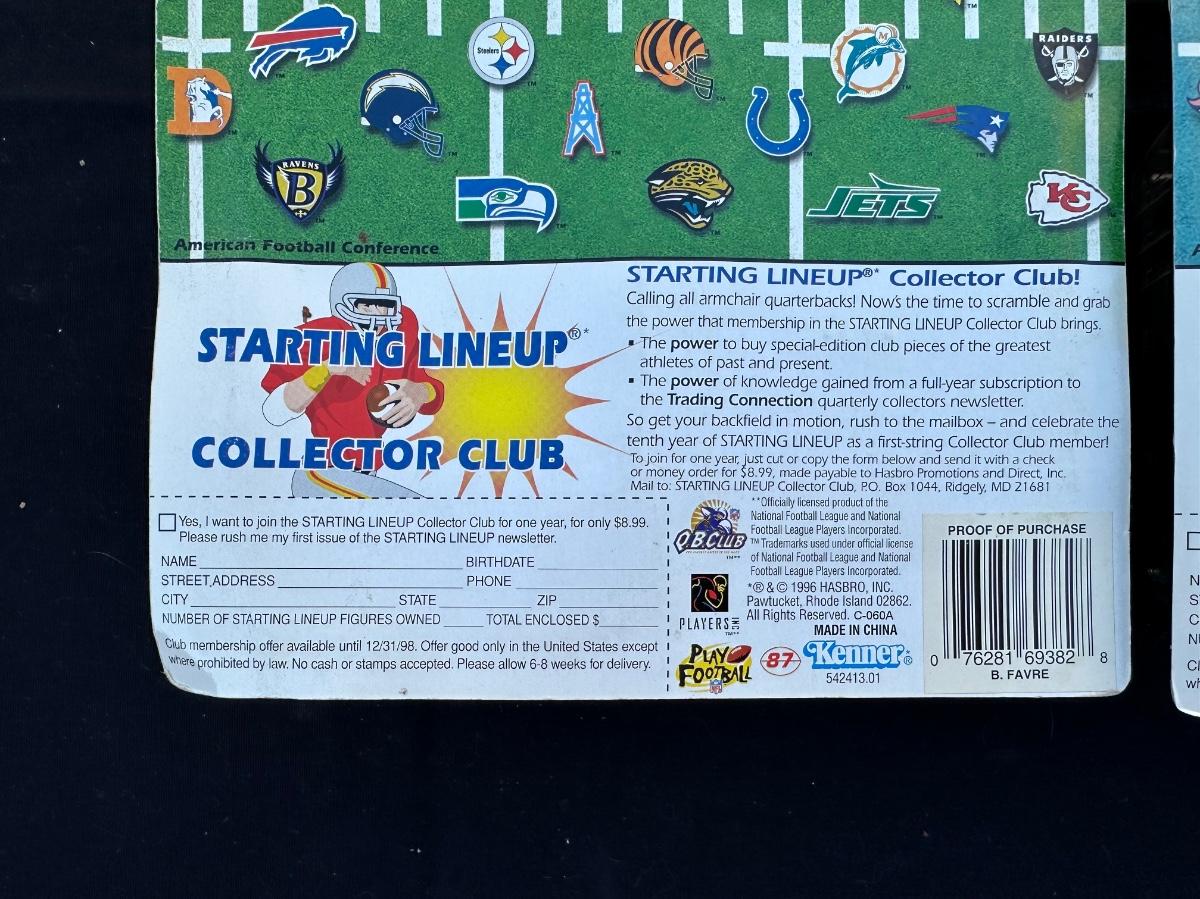 Steelers
M
RAIDERS
D
RAVENS
B
JETS
KC
American Football Conference
STARTING LINEUP®*
COLLECTOR CLUB
STARTING LINEUP®* Collector Club!
Calling all armchair quarterbacks! Now's the time to scramble and grab
the power that membership in the STARTING LINEUP Collector Club brings.
▪ The power to buy special-edition club pieces of the greatest
athletes of past and present.
▪ The power of knowledge gained from a full-year subscription to
the Trading Connection quarterly collectors newsletter.
So get your backfield in motion, rush to the mailbox – and celebrate the
tenth year of STARTING LINEUP as a first-string Collector Club member!
To join for one year, just cut or copy the form below and send it with a check
or money order for $8.99, made payable to Hasbro Promotions and Direct, Inc.
Mail to: STARTING LINEUP Collector Club, P.O. Box 1044, Ridgely, MD 21681
Yes, I want to join the STARTING LINEUP Collector Club for one year, for only $8.99.
Please rush me my first issue of the STARTING LINEUP newsletter.
NAME BIRTHDATE
STREET,ADDRESS PHONE
CITY STATE ZIP
NUMBER OF STARTING LINEUP FIGURES OWNED TOTAL ENCLOSED $
Club membership offer available until 12/31/98. Offer good only in the United States except
where prohibited by law. No cash or stamps accepted. Please allow 6-8 weeks for delivery.
Q.B. CLUB
™**
PLAYERS INC
™**
PLAY FOOTBALL
NFL
**Officially licensed product of the
National Football League and National
Football League Players Incorporated.
™Trademarks used under official license
of National Football League and National
Football League Players Incorporated.
*® & © 1996 HASBRO, INC.
Pawtucket, Rhode Island 02862.
All Rights Reserved. C-060A
MADE IN CHINA
87
Kenner®
542413.01
PROOF OF PURCHASE
0 76281 69382 8
B. FAVRE